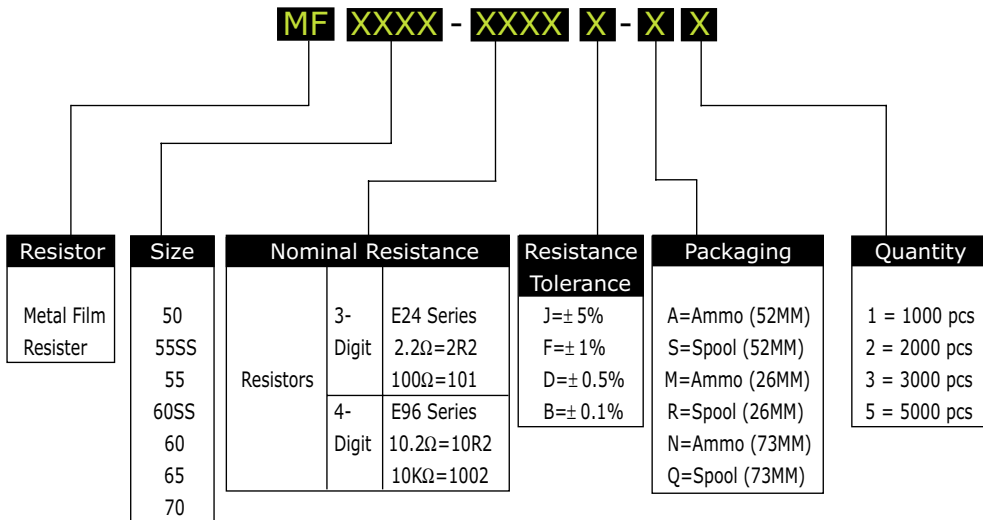 MF XXXX - XXXX X - X X
Resistor
Metal Film
Resister
Size
50
55SS
55
60SS
60
65
70
Nominal Resistance
Resistors
3-
Digit
E24 Series
2.2Ω=2R2
100Ω=101
4-
Digit
E96 Series
10.2Ω=10R2
10KΩ=1002
Resistance
Tolerance
J=± 5%
F=± 1%
D=± 0.5%
B=± 0.1%
Packaging
A=Ammo (52MM)
S=Spool (52MM)
M=Ammo (26MM)
R=Spool (26MM)
N=Ammo (73MM)
Q=Spool (73MM)
Quantity
1 = 1000 pcs
2 = 2000 pcs
3 = 3000 pcs
5 = 5000 pcs